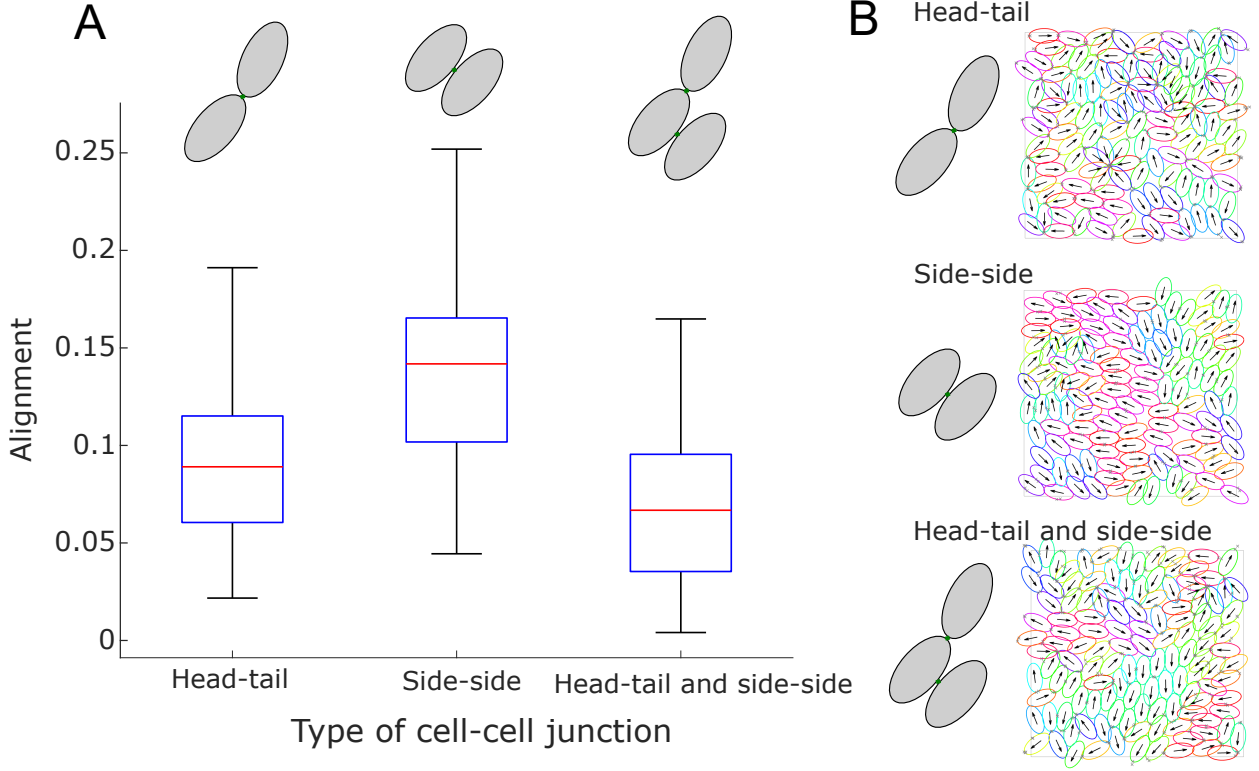 A
B
Head-tail
0.25
0.2
0.15
0.1
0.05
0
Alignment
Head-tail
Side-side
Head-tail and side-side
Type of cell-cell junction
Side-side
Head-tail and side-side